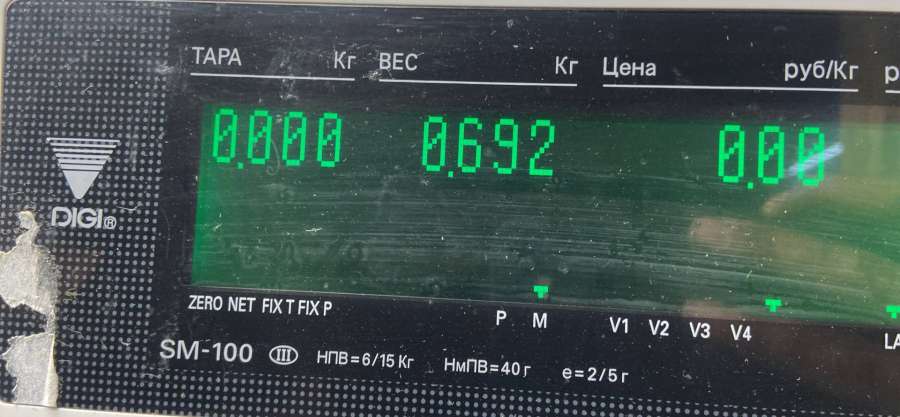 ТАРА Кг ВЕС Кг Цена руб/Кг
0.000 0.692 0.00
DIGI®
ZERO NET FIX T FIX P P M V1 V2 V3 V4
SM-100 III НПВ=6/15 Кг НмПВ=40 г e=2/5 г